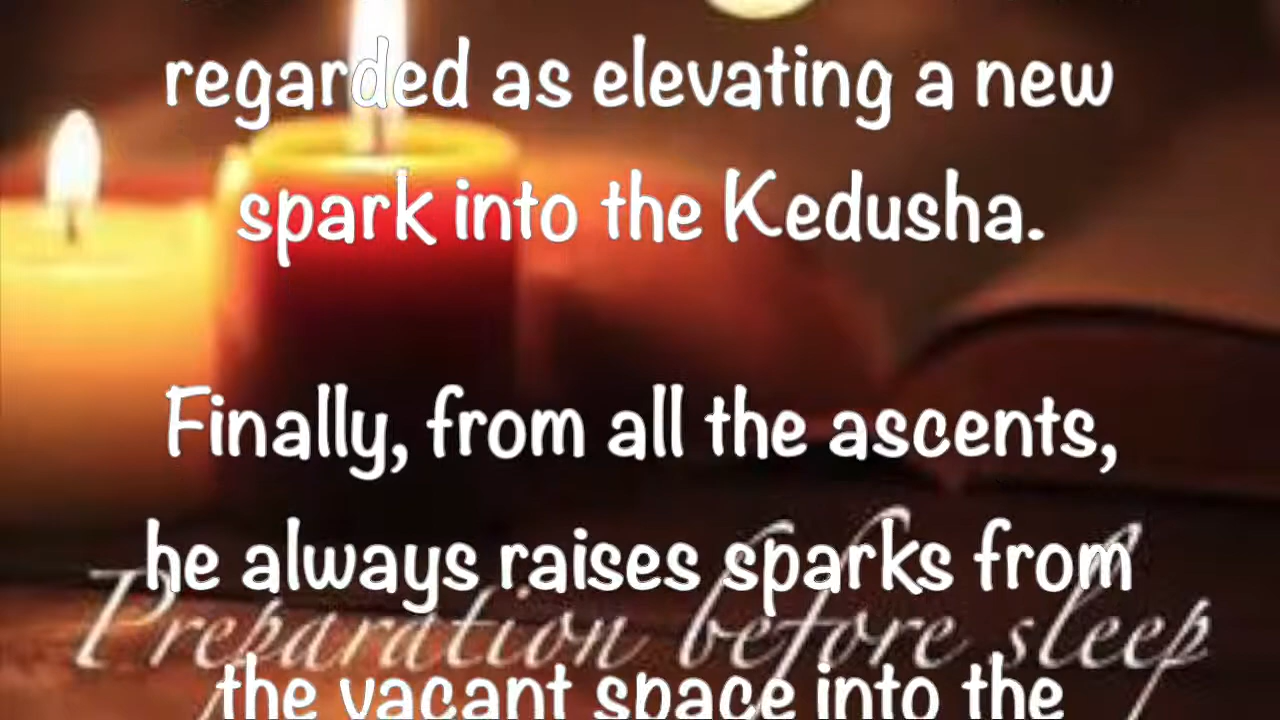 regarded as elevating a new
spark into the Kedusha.
Finally, from all the ascents,
he always raises sparks from
Preparation before sleep
the vacant space into the